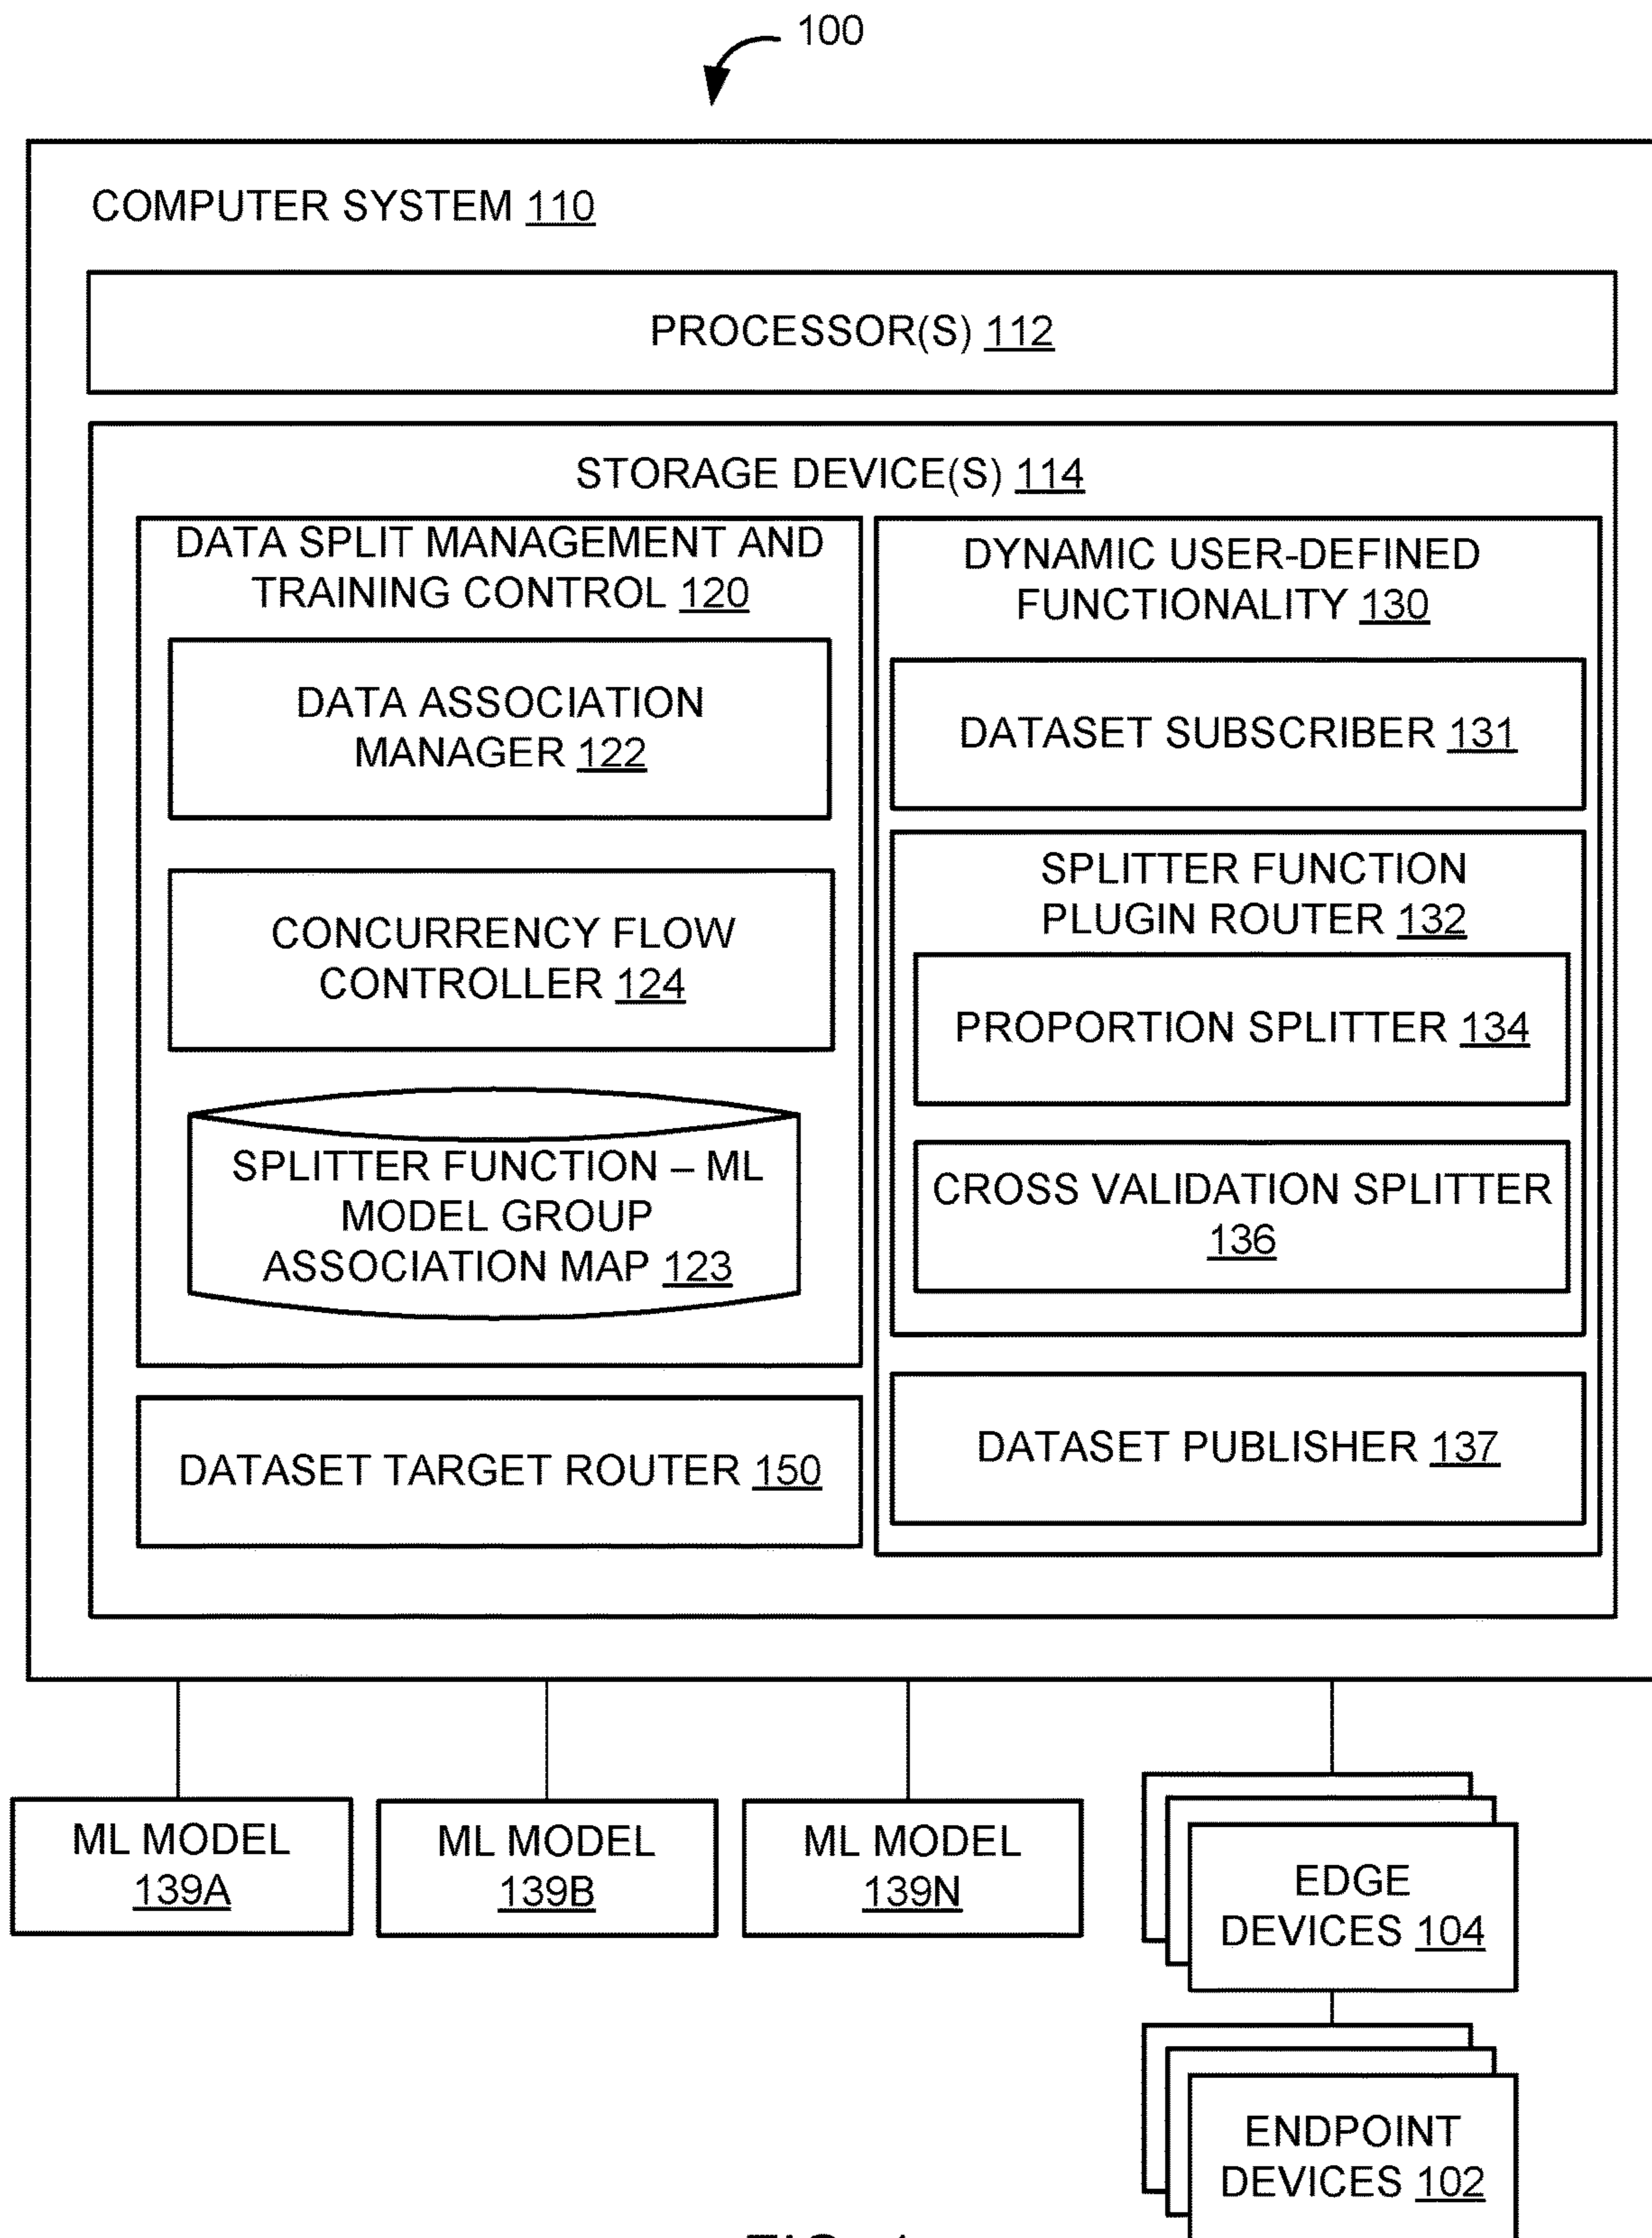 100
COMPUTER SYSTEM 110
PROCESSOR(S) 112
STORAGE DEVICE(S) 114
DATA SPLIT MANAGEMENT AND
TRAINING CONTROL 120
DATA ASSOCIATION
MANAGER 122
CONCURRENCY FLOW
CONTROLLER 124
SPLITTER FUNCTION – ML
MODEL GROUP
ASSOCIATION MAP 123
DATASET TARGET ROUTER 150
DYNAMIC USER-DEFINED
FUNCTIONALITY 130
DATASET SUBSCRIBER 131
SPLITTER FUNCTION
PLUGIN ROUTER 132
PROPORTION SPLITTER 134
CROSS VALIDATION SPLITTER
136
DATASET PUBLISHER 137
ML MODEL
139A
ML MODEL
139B
ML MODEL
139N
EDGE
DEVICES 104
ENDPOINT
DEVICES 102